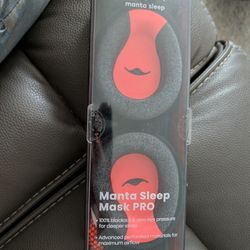 manta sleep
Manta Sleep
Mask PRO
100% blackout, zero eye pressure
for deeper sleep
Advanced perforated materials for
maximum airflow